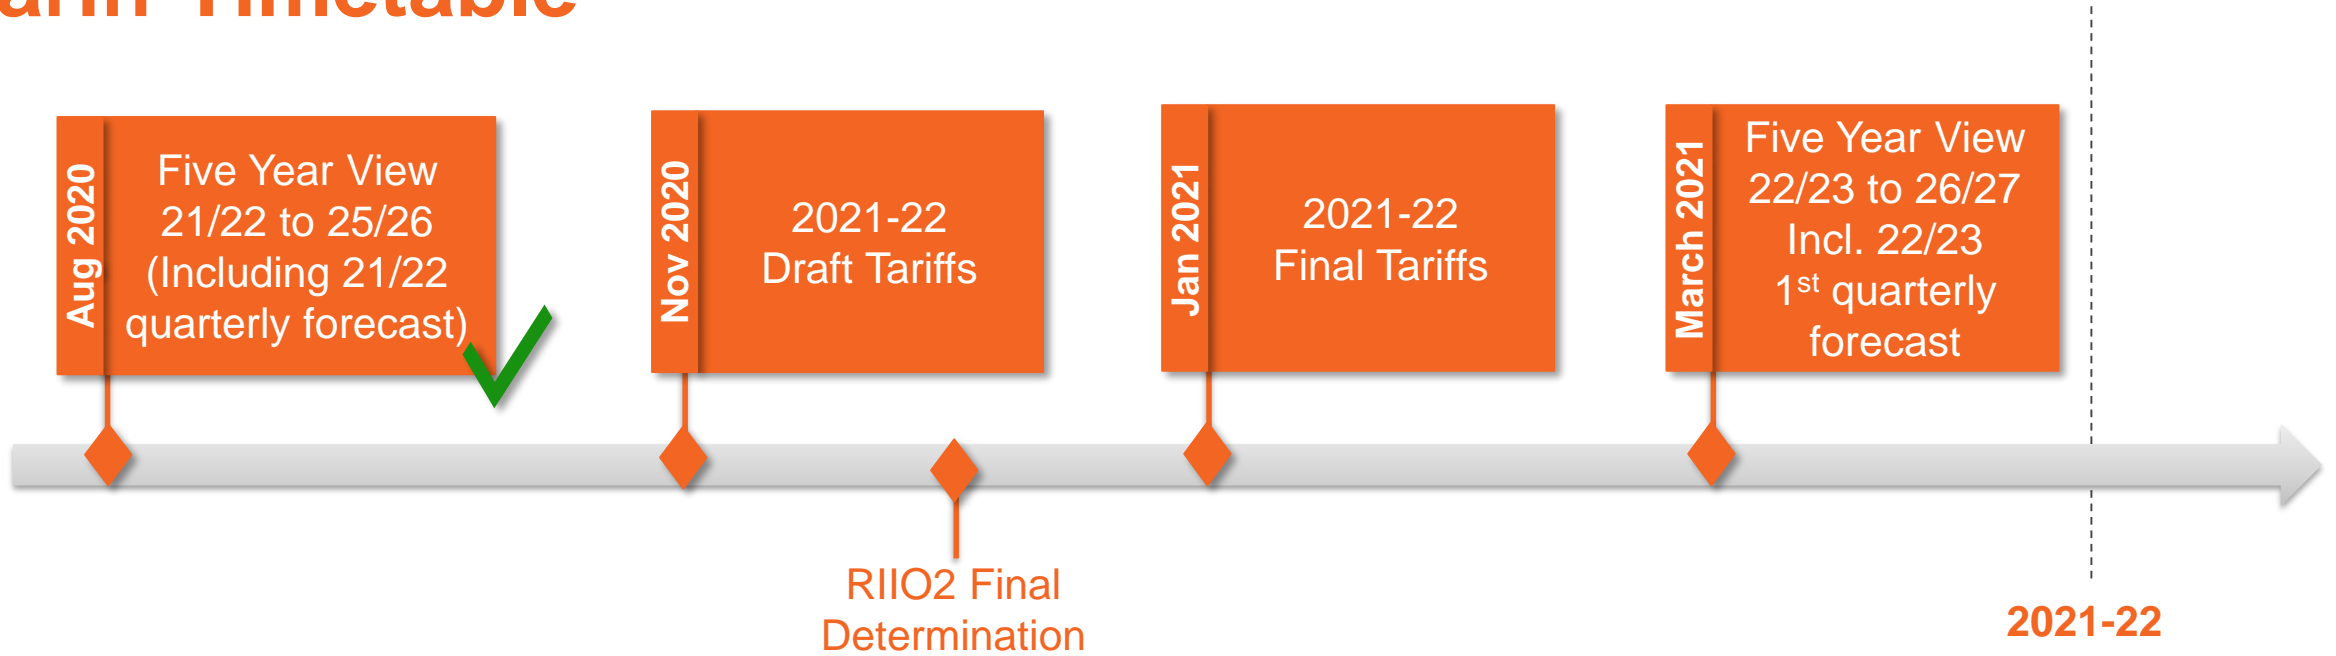 Timetable
Aug 2020
Five Year View
21/22 to 25/26
(Including 21/22
quarterly forecast)
Nov 2020
2021-22
Draft Tariffs
Jan 2021
2021-22
Final Tariffs
March 2021
Five Year View
22/23 to 26/27
Incl. 22/23
1st quarterly
forecast
RIIO2 Final
Determination
2021-22